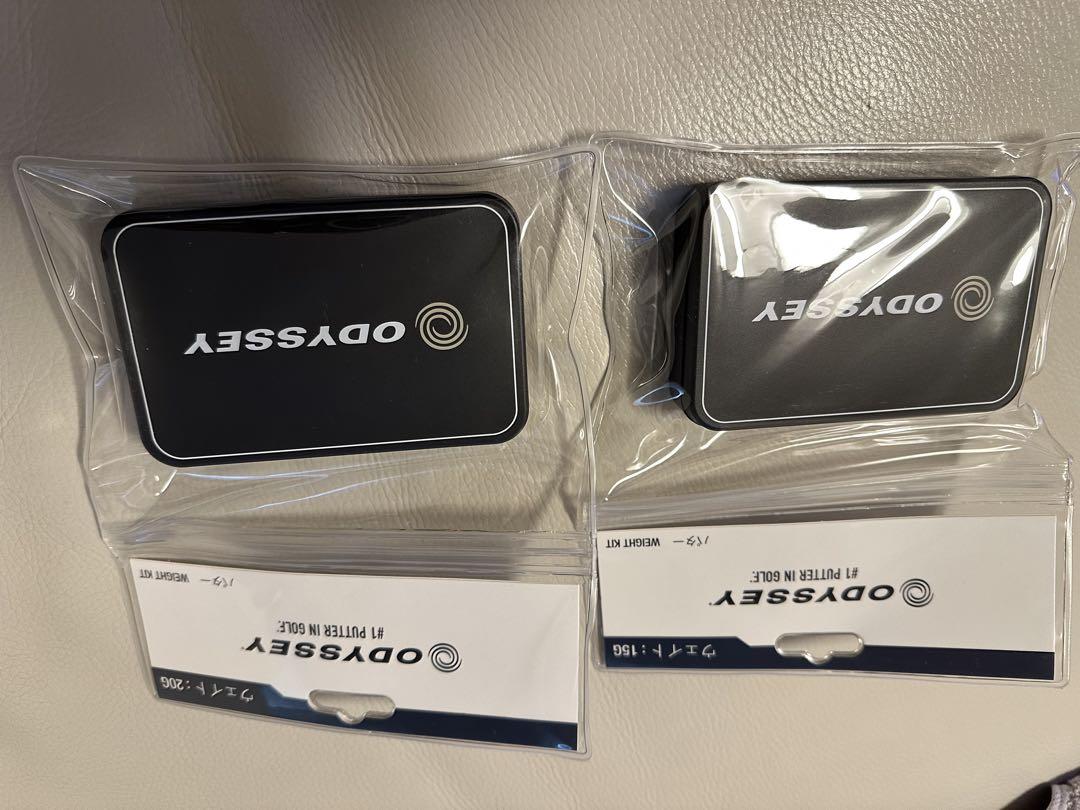 ODYSSEY
WEIGHT KIT パター
ODYSSEY
#1 PUTTER IN GOLF.
ウェイト：20G
ODYSSEY
WEIGHT KIT パター
ODYSSEY
#1 PUTTER IN GOLF.
ウェイト：15G